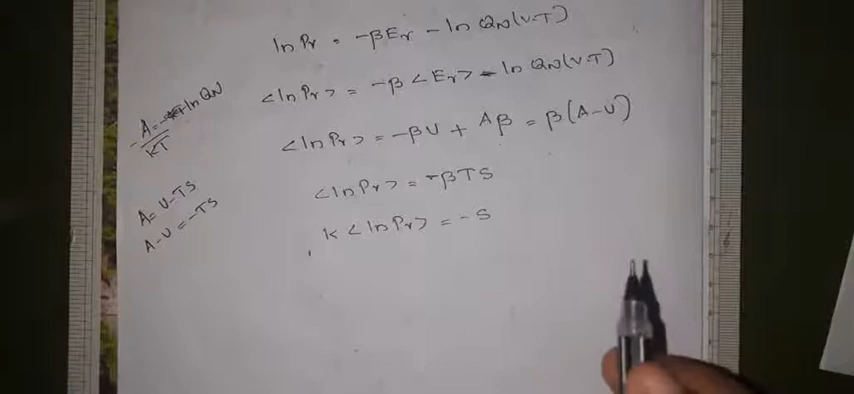 ln Pr = -βEr - ln QN(V.T)
<ln Pr> = -β <Er> - ln QN(V.T)
<ln Pr> = -βU + Aβ = β(A-U)
<ln Pr> = -βTS
K <ln Pr> = -S
-A/KT = ln QN
A= U-TS
A-U = -TS